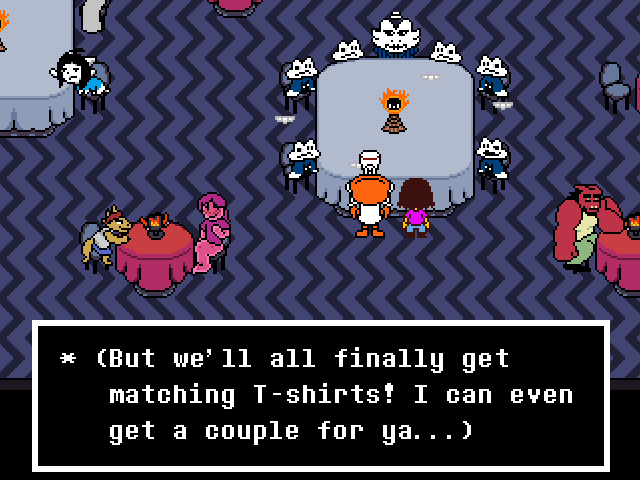 * (But we'll all finally get
matching T-shirts! I can even
get a couple for ya...)